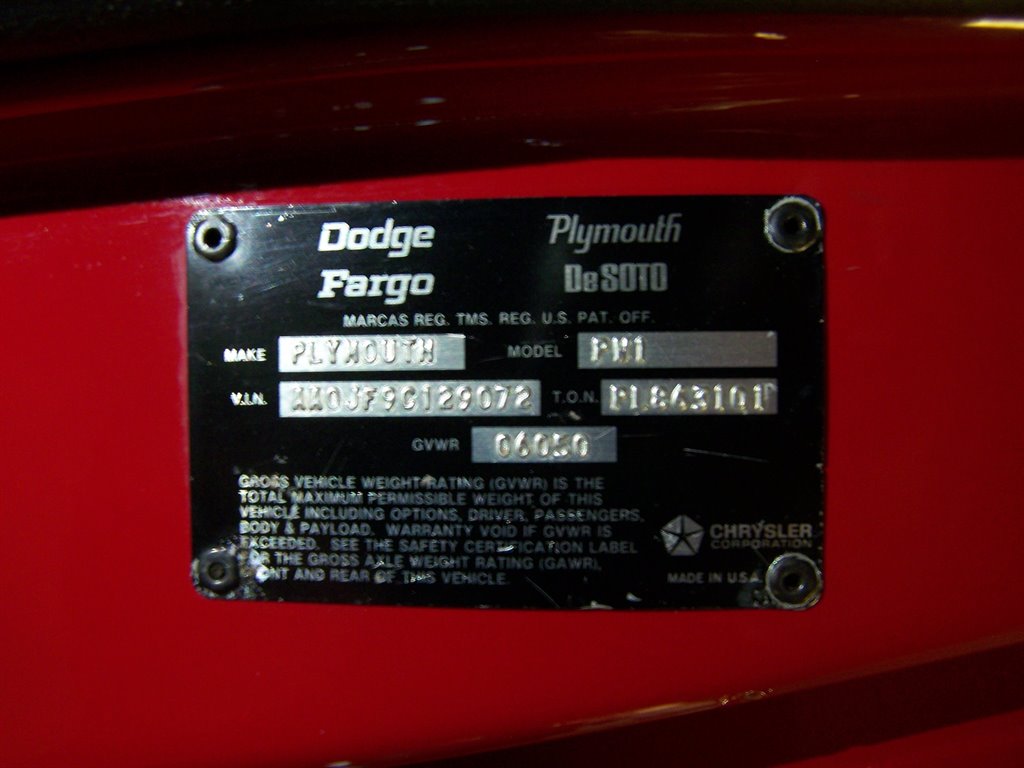 Dodge Plymouth
Fargo DeSOTO
MARCAS REG. TMS. REG. U.S. PAT. OFF.
MAKE PLYMOUTH MODEL PM1
V.I.N. XM0JF9C129072 T.O.N.
GVWR 06050
GROSS VEHICLE WEIGHT RATING (GVWR) IS THE
TOTAL MAXIMUM PERMISSIBLE WEIGHT OF THIS
VEHICLE INCLUDING OPTIONS, DRIVER, PASSENGERS,
BODY & PAYLOAD. WARRANTY VOID IF GVWR IS
EXCEEDED. SEE THE SAFETY CERTIFICATION LABEL
FOR THE GROSS AXLE WEIGHT RATING (GAWR),
FRONT AND REAR OF THIS VEHICLE.
CHRYSLER
CORPORATION
MADE IN U.S.A.